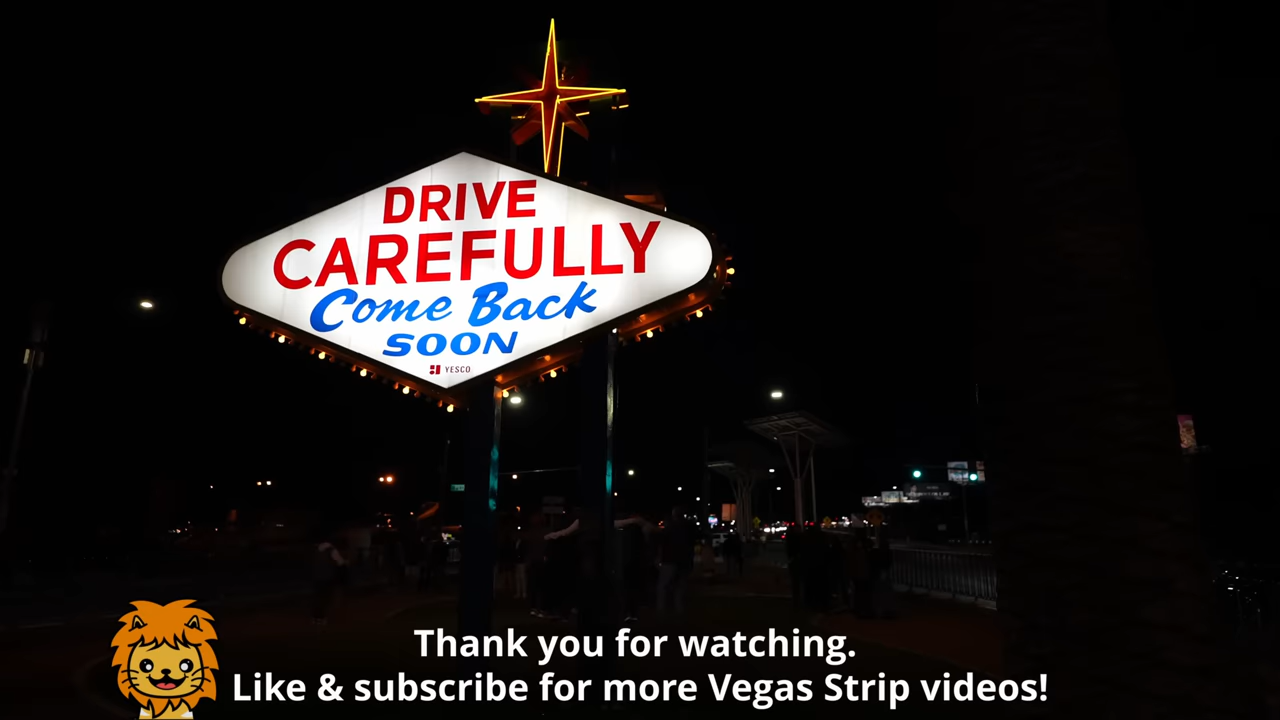 DRIVE
CAREFULLY
Come Back
SOON
YESCO
Thank you for watching.
Like & subscribe for more Vegas Strip videos!